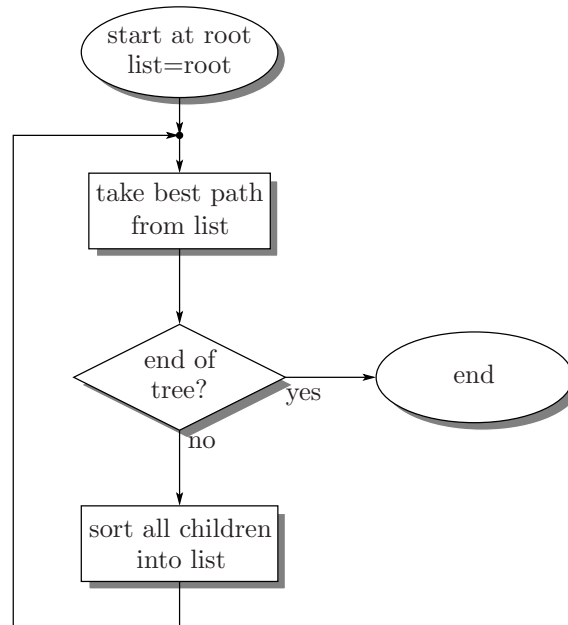 start at root
list=root
take best path
from list
end of
tree?
yes
end
no
sort all children
into list